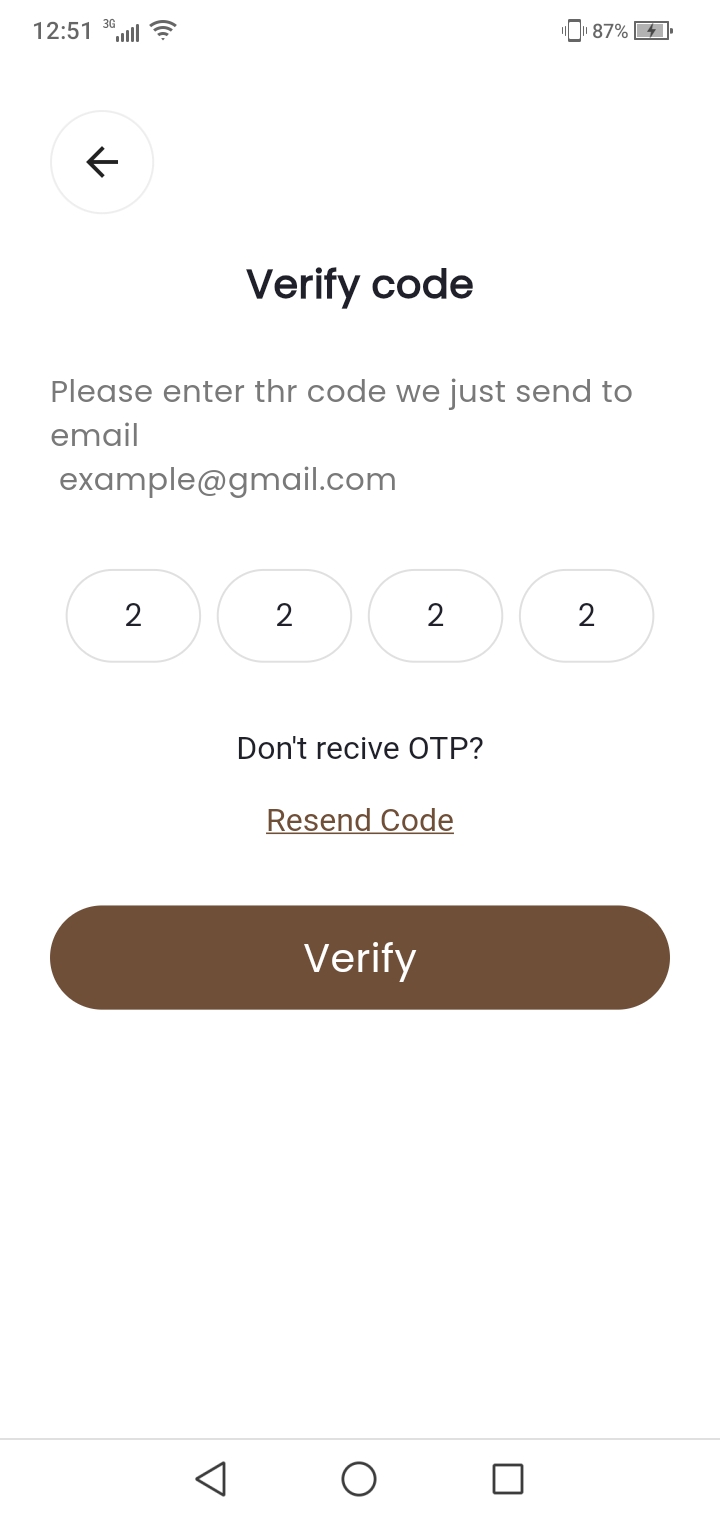 12:51 3G 87%
Verify code
Please enter thr code we just send to
email
example@gmail.com
2 2 2 2
Don't recive OTP?
Resend Code
Verify